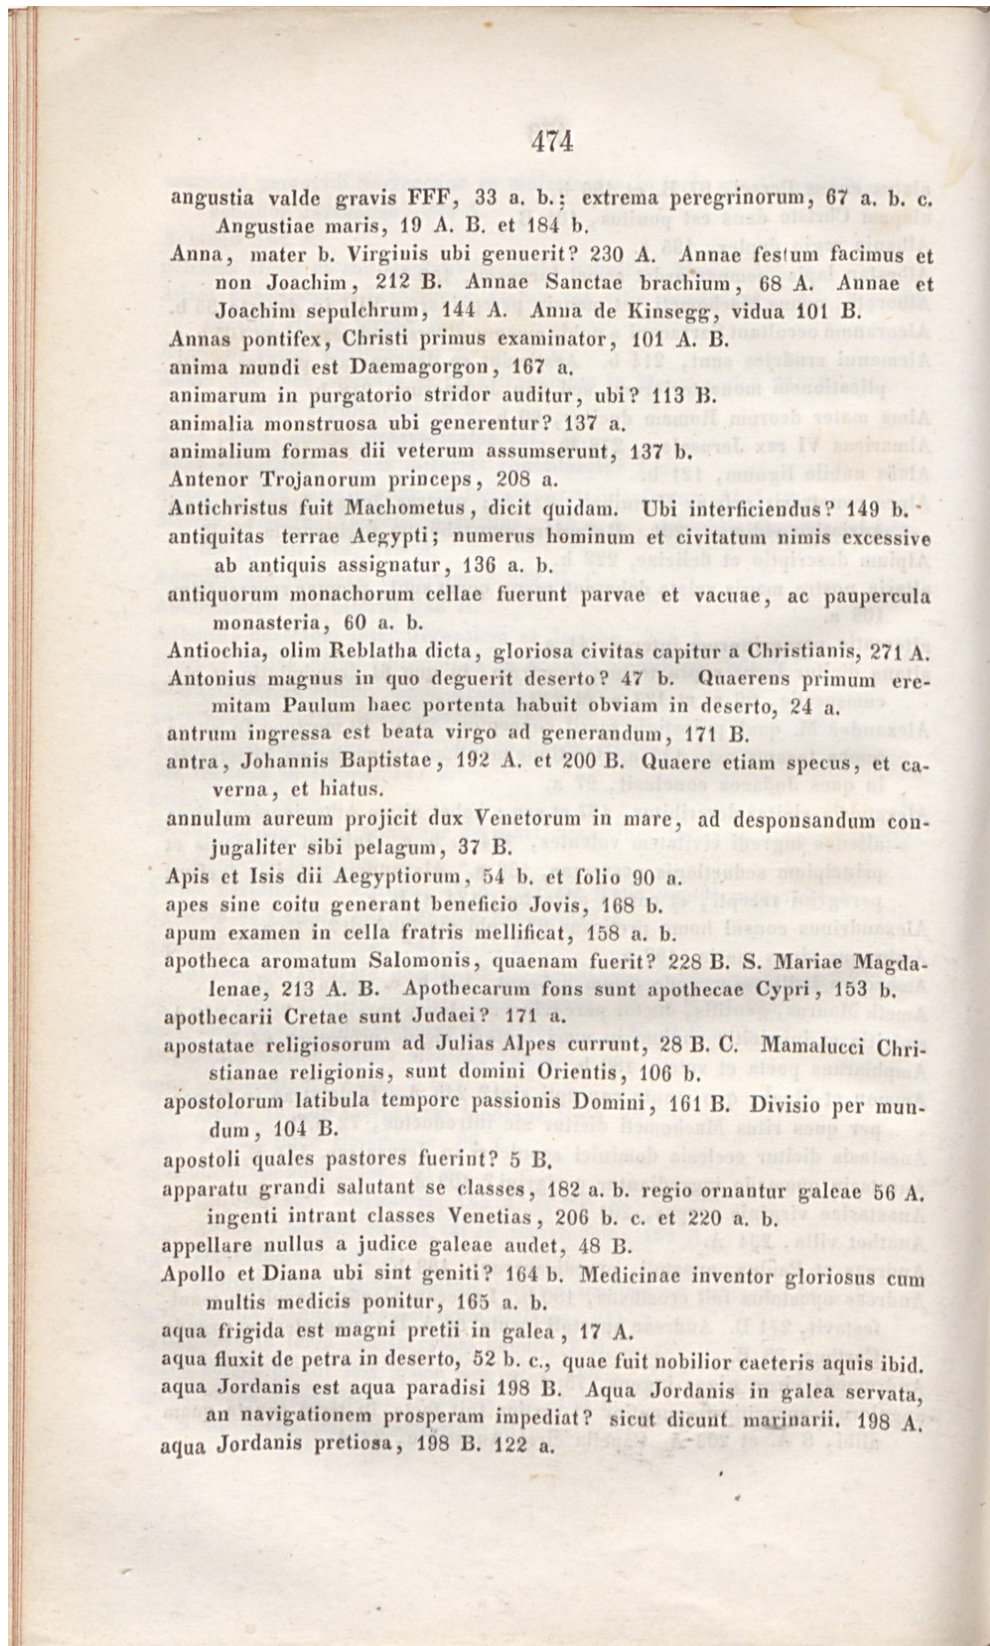 474
angustia valde gravis FFF, 33 a. b.; extrema peregrinorum, 67 a. b. c.
Angustiae maris, 19 A. B. et 184 b.
Anna, mater b. Virginis ubi genuerit? 230 A. Annae festum facimus et
non Joachim, 212 B. Annae Sanctae brachium, 68 A. Annae et
Joachim sepulchrum, 144 A. Anna de Kinsegg, vidua 101 B.
Annas pontifex, Christi primus examinator, 101 A. B.
anima mundi est Daemagorgon, 167 a.
animarum in purgatorio stridor auditur, ubi? 113 B.
animalia monstruosa ubi generentur? 137 a.
animalium formas dii veterum assumserunt, 137 b.
Antenor Trojanorum princeps, 208 a.
Antichristus fuit Machometus, dicit quidam. Ubi interficiendus? 149 b.
antiquitas terrae Aegypti; numerus hominum et civitatum nimis excessive
ab antiquis assignatur, 136 a. b.
antiquorum monachorum cellae fuerunt parvae et vacuae, ac paupercula
monasteria, 60 a. b.
Antiochia, olim Reblatha dicta, gloriosa civitas capitur a Christianis, 271 A.
Antonius magnus in quo deguerit deserto? 47 b. Quaerens primum ere-
mitam Paulum haec portenta habuit obviam in deserto, 24 a.
antrum ingressa est beata virgo ad generandum, 171 B.
antra, Johannis Baptistae, 192 A. et 200 B. Quaere etiam specus, et ca-
verna, et hiatus.
annulum aureum projicit dux Venetorum in mare, ad desponsandum con-
jugaliter sibi pelagum, 37 B.
Apis et Isis dii Aegyptiorum, 54 b. et folio 90 a.
apes sine coitu generant beneficio Jovis, 168 b.
apum examen in cella fratris mellificat, 158 a. b.
apotheca aromatum Salomonis, quaenam fuerit? 228 B. S. Mariae Magda-
lenae, 213 A. B. Apothecarum fons sunt apothecae Cypri, 153 b.
apothecarii Cretae sunt Judaei? 171 a.
apostatae religiosorum ad Julias Alpes currunt, 28 B. C. Mamalucci Chri-
stianae religionis, sunt domini Orientis, 106 b.
apostolorum latibula tempore passionis Domini, 161 B. Divisio per mun-
dum, 104 B.
apostoli quales pastores fuerint? 5 B.
apparatu grandi salutant se classes, 182 a. b. regio ornantur galeae 56 A.
ingenti intrant classes Venetias, 206 b. c. et 220 a. b.
appellare nullus a judice galeae audet, 48 B.
Apollo et Diana ubi sint geniti? 164 b. Medicinae inventor gloriosus cum
multis medicis ponitur, 165 a. b.
aqua frigida est magni pretii in galea, 17 A.
aqua fluxit de petra in deserto, 52 b. c., quae fuit nobilior caeteris aquis ibid.
aqua Jordanis est aqua paradisi 198 B. Aqua Jordanis in galea servata,
an navigationem prosperam impediat? sicut dicunt marinarii. 198 A.
aqua Jordanis pretiosa, 198 B. 122 a.